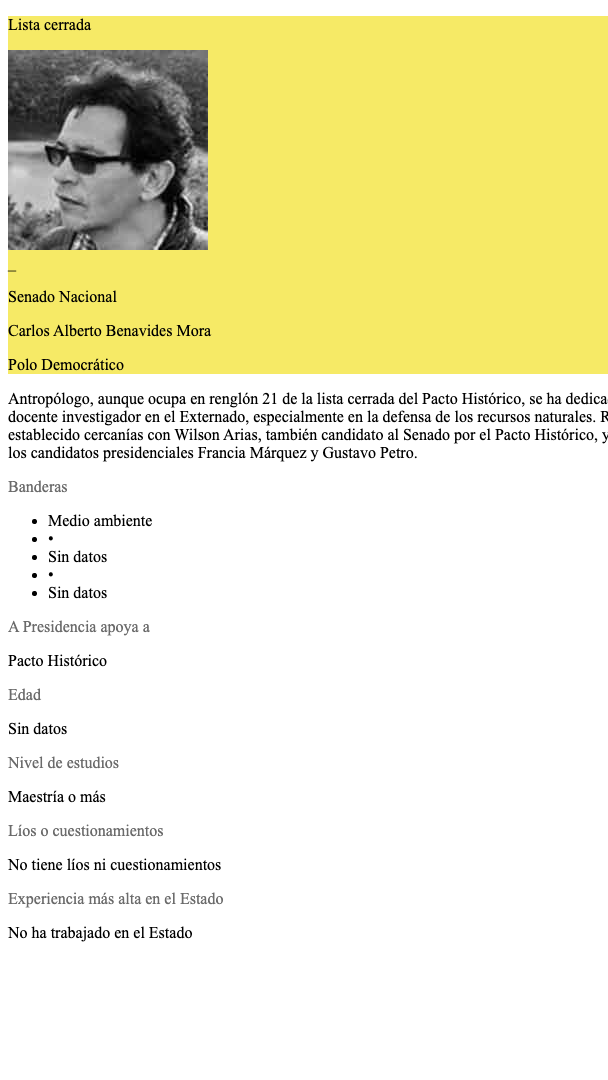 Lista cerrada
_
Senado Nacional
Carlos Alberto Benavides Mora
Polo Democrático
Antropólogo, aunque ocupa en renglón 21 de la lista cerrada del Pacto Histórico, se ha
docente investigador en el Externado, especialmente en la defensa de los recursos naturales.
establecido cercanías con Wilson Arias, también candidato al Senado por el Pacto Histórico, y
los candidatos presidenciales Francia Márquez y Gustavo Petro.
Banderas
• Medio ambiente
• •
• Sin datos
• •
• Sin datos
A Presidencia apoya a
Pacto Histórico
Edad
Sin datos
Nivel de estudios
Maestría o más
Líos o cuestionamientos
No tiene líos ni cuestionamientos
Experiencia más alta en el Estado
No ha trabajado en el Estado